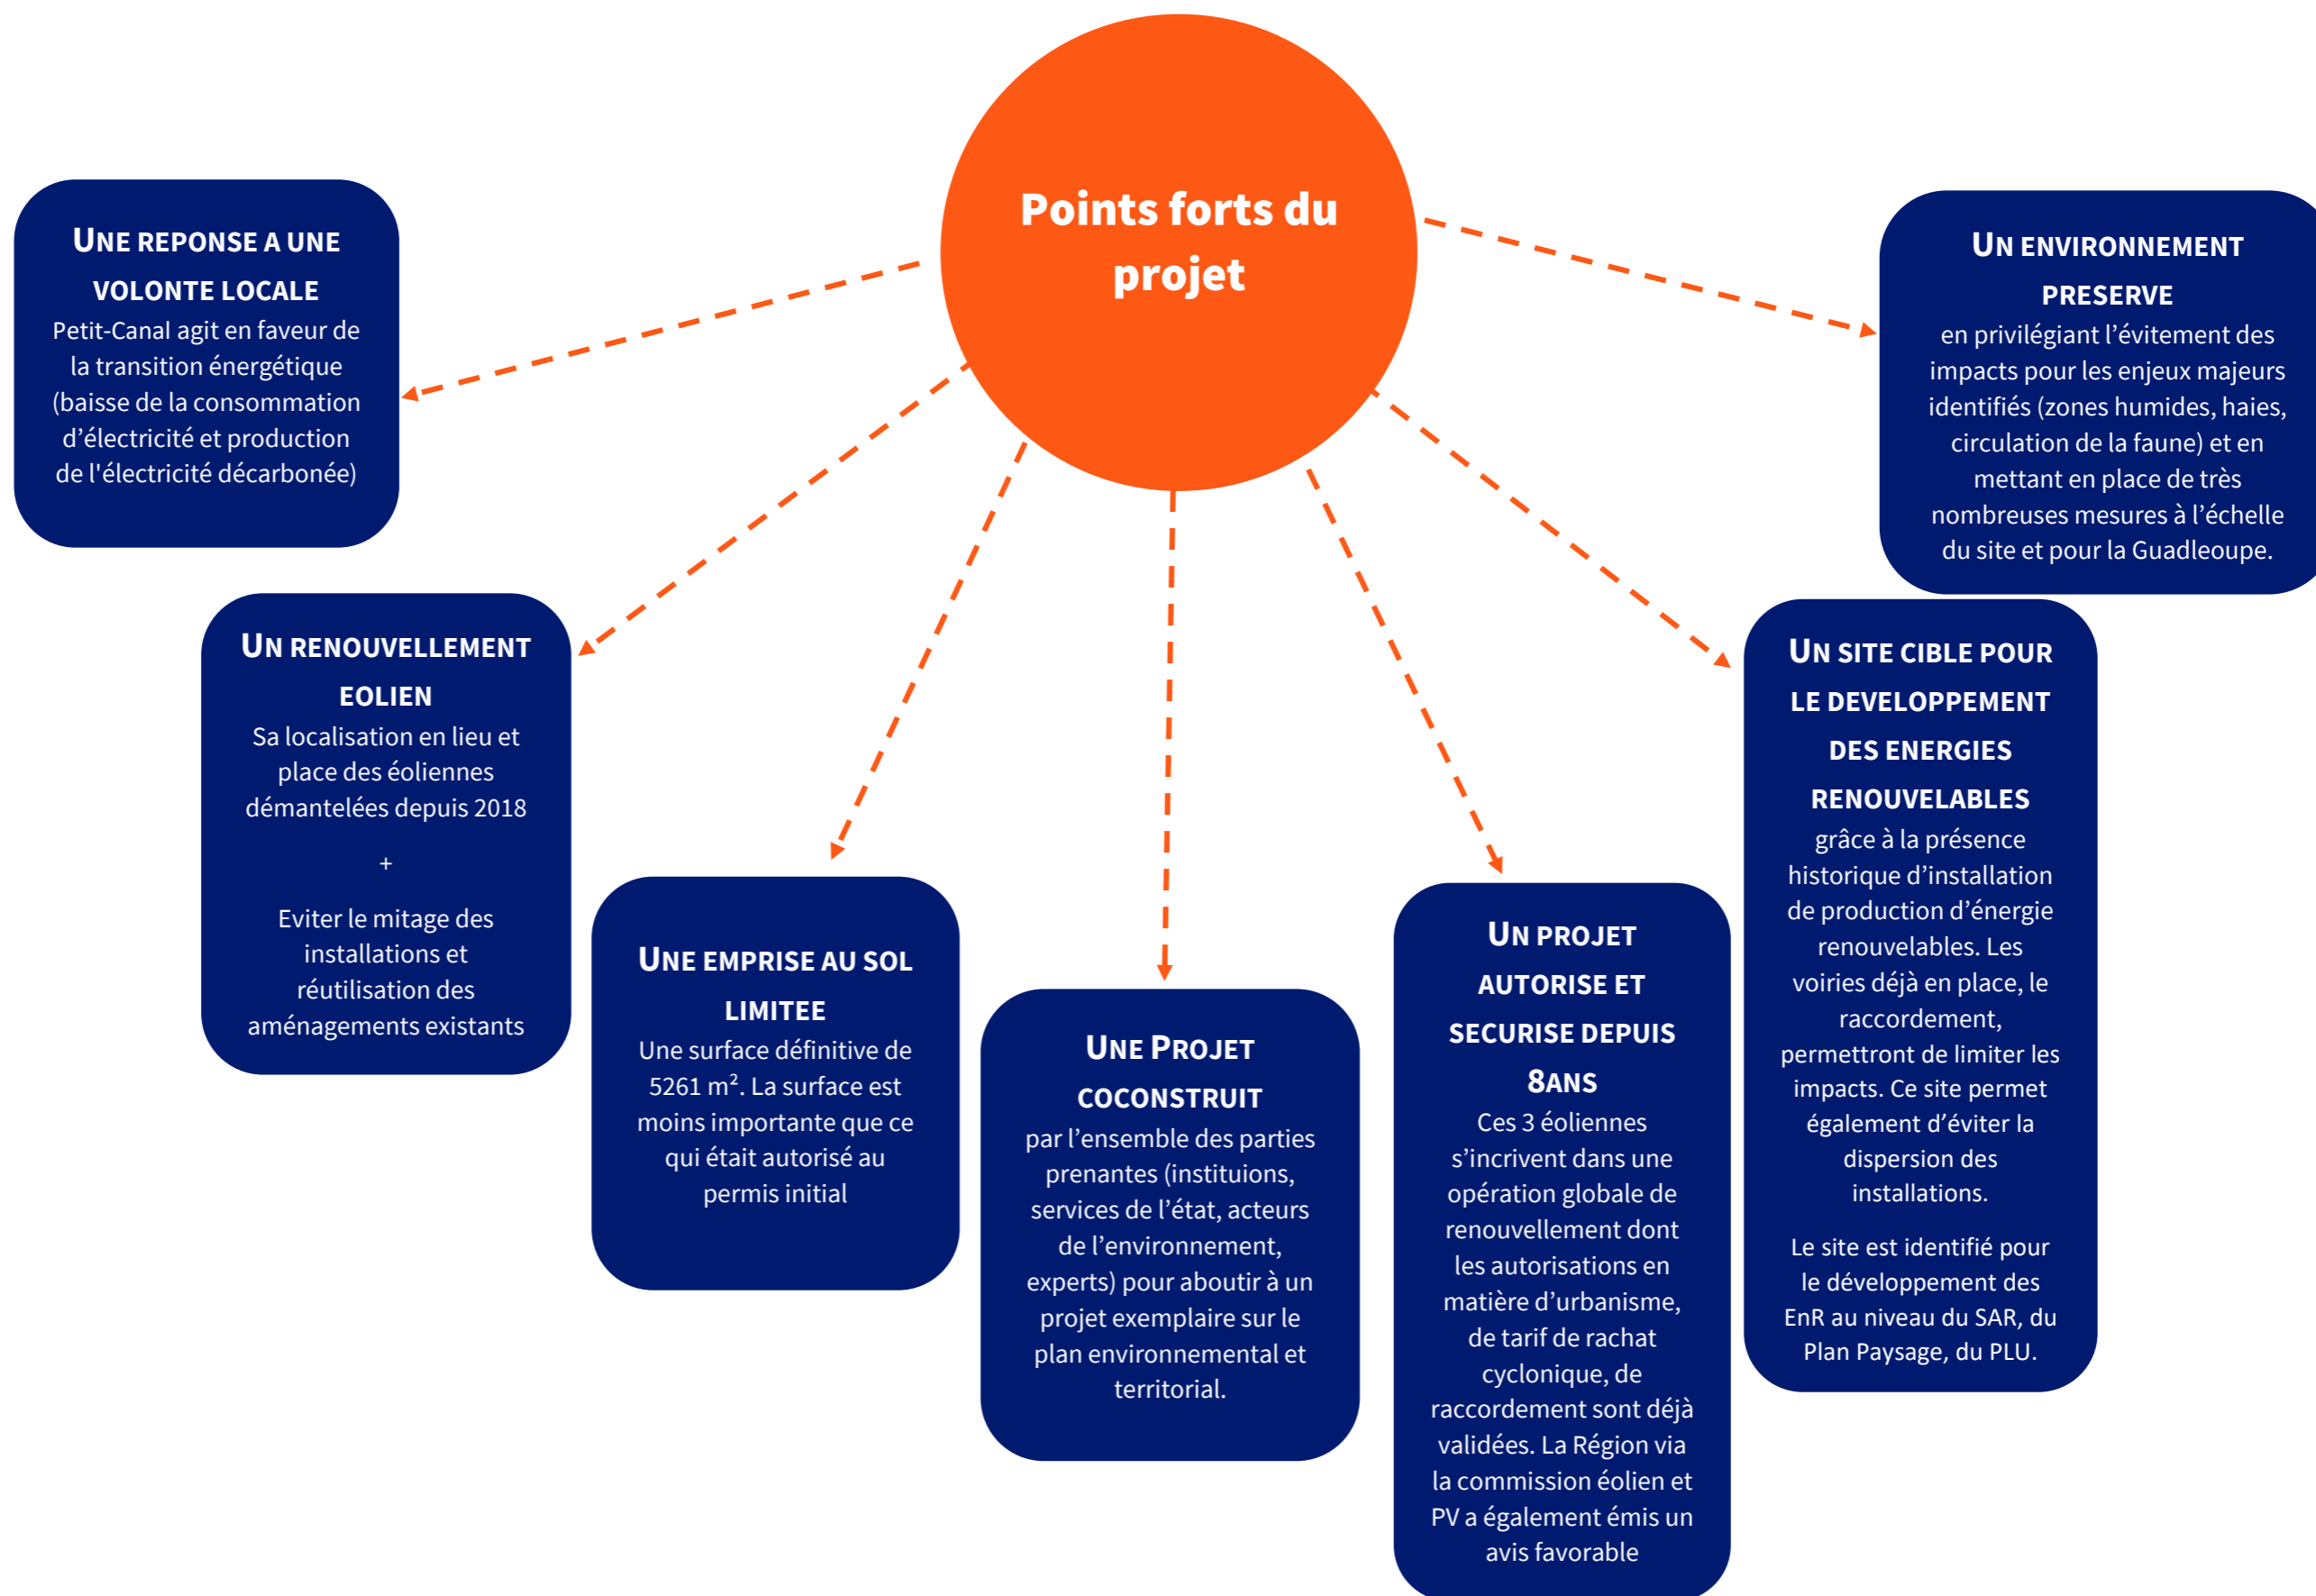 Points forts du
projet
UNE REPONSE A UNE
VOLONTE LOCALE
Petit-Canal agit en faveur de
la transition énergétique
(baisse de la consommation
d’électricité et production
de l'électricité décarbonée)
UN RENOUVELLEMENT
EOLIEN
Sa localisation en lieu et
place des éoliennes
démantelées depuis 2018
+
Eviter le mitage des
installations et
réutilisation des
aménagements existants
UNE EMPRISE AU SOL
LIMITEE
Une surface définitive de
5261 m². La surface est
moins importante que ce
qui était autorisé au
permis initial
UNE PROJET
COCONSTRUIT
par l’ensemble des parties
prenantes (instituions,
services de l’état, acteurs
de l’environnement,
experts) pour aboutir à un
projet exemplaire sur le
plan environnemental et
territorial.
UN PROJET
AUTORISE ET
SECURISE DEPUIS
8ANS
Ces 3 éoliennes
s’incrivent dans une
opération globale de
renouvellement dont
les autorisations en
matière d’urbanisme,
de tarif de rachat
cyclonique, de
raccordement sont déjà
validées. La Région via
la commission éolien et
PV a également émis un
avis favorable
UN SITE CIBLE POUR
LE DEVELOPPEMENT
DES ENERGIES
RENOUVELABLES
grâce à la présence
historique d’installation
de production d’énergie
renouvelables. Les
voiries déjà en place, le
raccordement,
permettront de limiter les
impacts. Ce site permet
également d’éviter la
dispersion des
installations.
Le site est identifié pour
le développement des
EnR au niveau du SAR, du
Plan Paysage, du PLU.
UN ENVIRONNEMENT
PRESERVE
en privilégiant l’évitement des
impacts pour les enjeux majeurs
identifiés (zones humides, haies,
circulation de la faune) et en
mettant en place de très
nombreuses mesures à l’échelle
du site et pour la Guadleoupe.